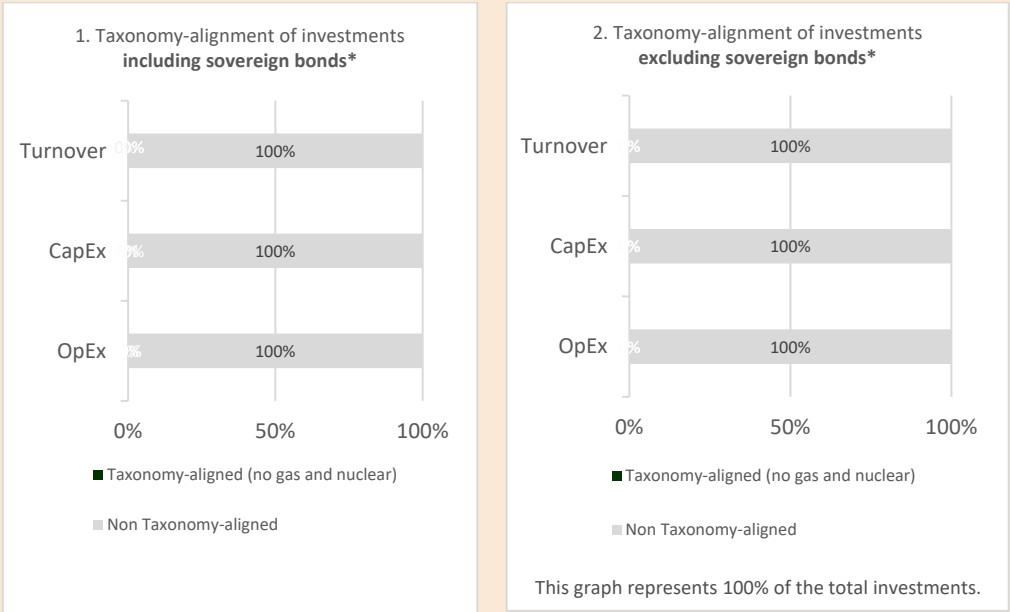 1. Taxonomy-alignment of investments
including sovereign bonds*
Turnover 100%
CapEx 100%
OpEx 100%
0% 50% 100%
Taxonomy-aligned (no gas and nuclear)
Non Taxonomy-aligned
2. Taxonomy-alignment of investments
excluding sovereign bonds*
Turnover 100%
CapEx 100%
OpEx 100%
0% 50% 100%
Taxonomy-aligned (no gas and nuclear)
Non Taxonomy-aligned
This graph represents 100% of the total investments.